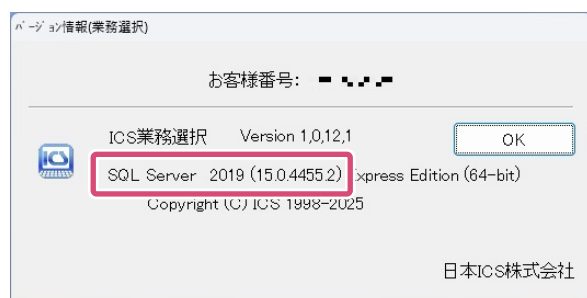 バージョン情報(業務選択)
お客様番号:
ICS業務選択 Version 1,0,12,1
OK
SQL Server 2019 (15.0.4455.2) xpress Edition (64-bit)
Copyright (C) ICS 1998-2025
ICS
日本ICS株式会社